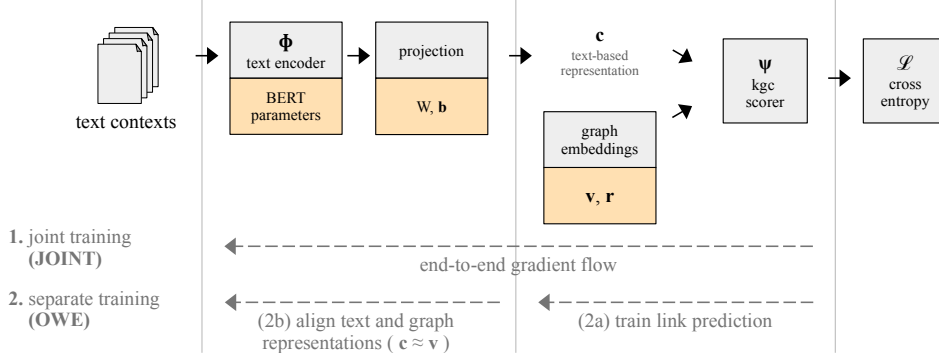 text contexts
Φ
text encoder
BERT
parameters
projection
W, b
c
text-based
representation
graph
embeddings
v, r
Ψ
kgc
scorer
ℒ
cross
entropy
1. joint training
(JOINT)
end-to-end gradient flow
2. separate training
(OWE)
(2b) align text and graph
representations ( c ≈ v )
(2a) train link prediction